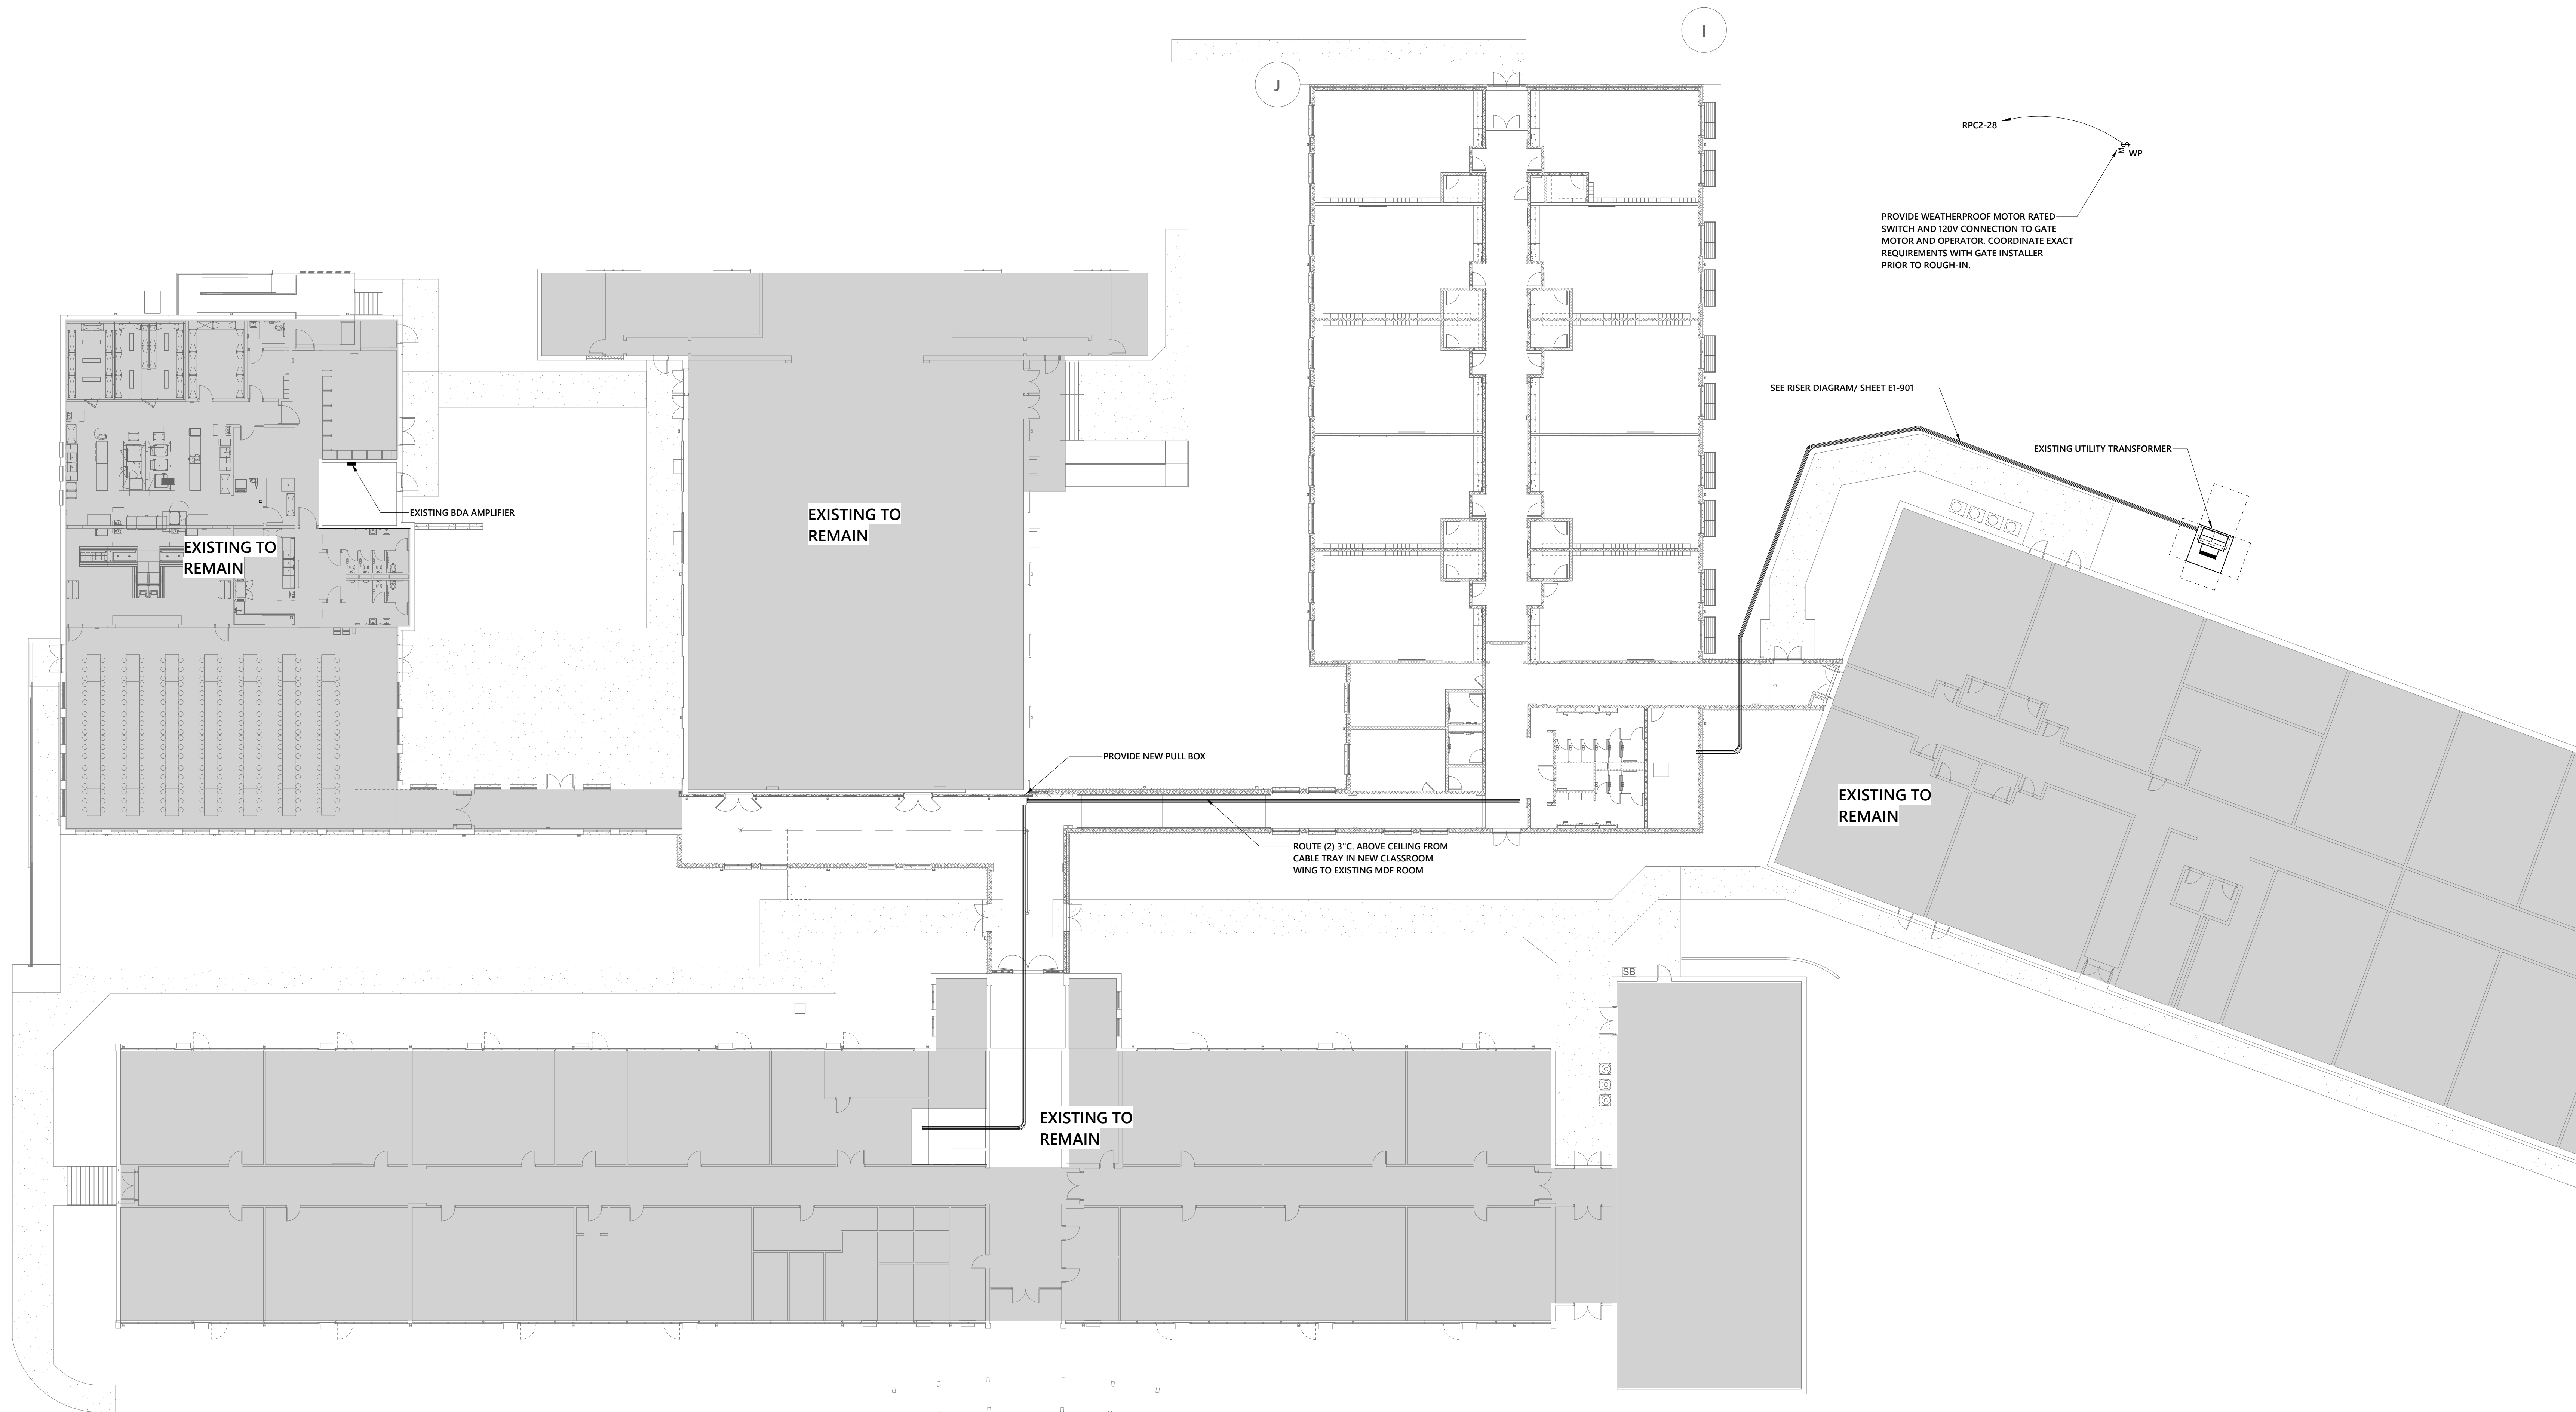 I
J
RPC2-28
M $ WP
PROVIDE WEATHERPROOF MOTOR RATED
SWITCH AND 120V CONNECTION TO GATE
MOTOR AND OPERATOR. COORDINATE EXACT
REQUIREMENTS WITH GATE INSTALLER
PRIOR TO ROUGH-IN.
SEE RISER DIAGRAM/ SHEET E1-901
EXISTING UTILITY TRANSFORMER
EXISTING BDA AMPLIFIER
EXISTING TO
REMAIN
EXISTING TO
REMAIN
PROVIDE NEW PULL BOX
EXISTING TO
REMAIN
ROUTE (2) 3"C. ABOVE CEILING FROM
CABLE TRAY IN NEW CLASSROOM
WING TO EXISTING MDF ROOM
SB
EXISTING TO
REMAIN